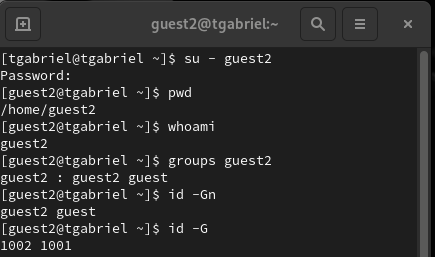 guest2@tgabriel:~
[tgabriel@tgabriel ~]$ su - guest2
Password:
[guest2@tgabriel ~]$ pwd
/home/guest2
[guest2@tgabriel ~]$ whoami
guest2
[guest2@tgabriel ~]$ groups guest2
guest2 : guest2 guest
[guest2@tgabriel ~]$ id -Gn
guest2 guest
[guest2@tgabriel ~]$ id -G
1002 1001